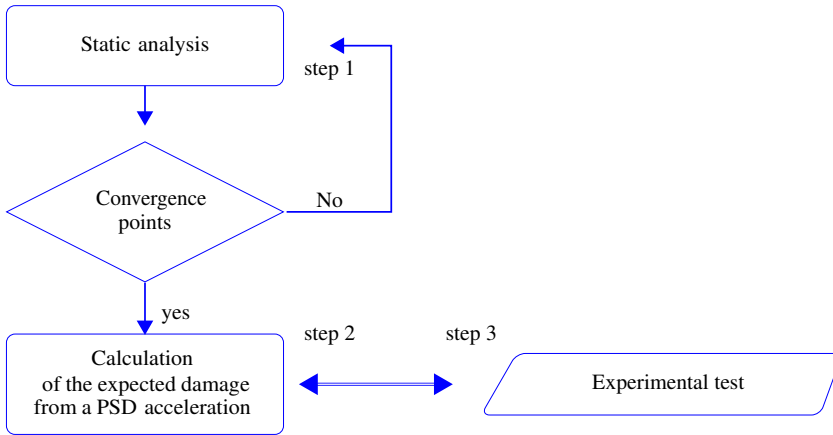 Static analysis
step 1
Convergence
points
No
yes
step 2
step 3
Calculation
of the expected damage
from a PSD acceleration
Experimental test